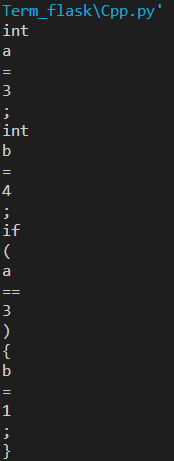 Term_flask\Cpp.py'
int
a
=
3
;
int
b
=
4
;
if
(
a
==
3
)
{
b
=
1
;
}